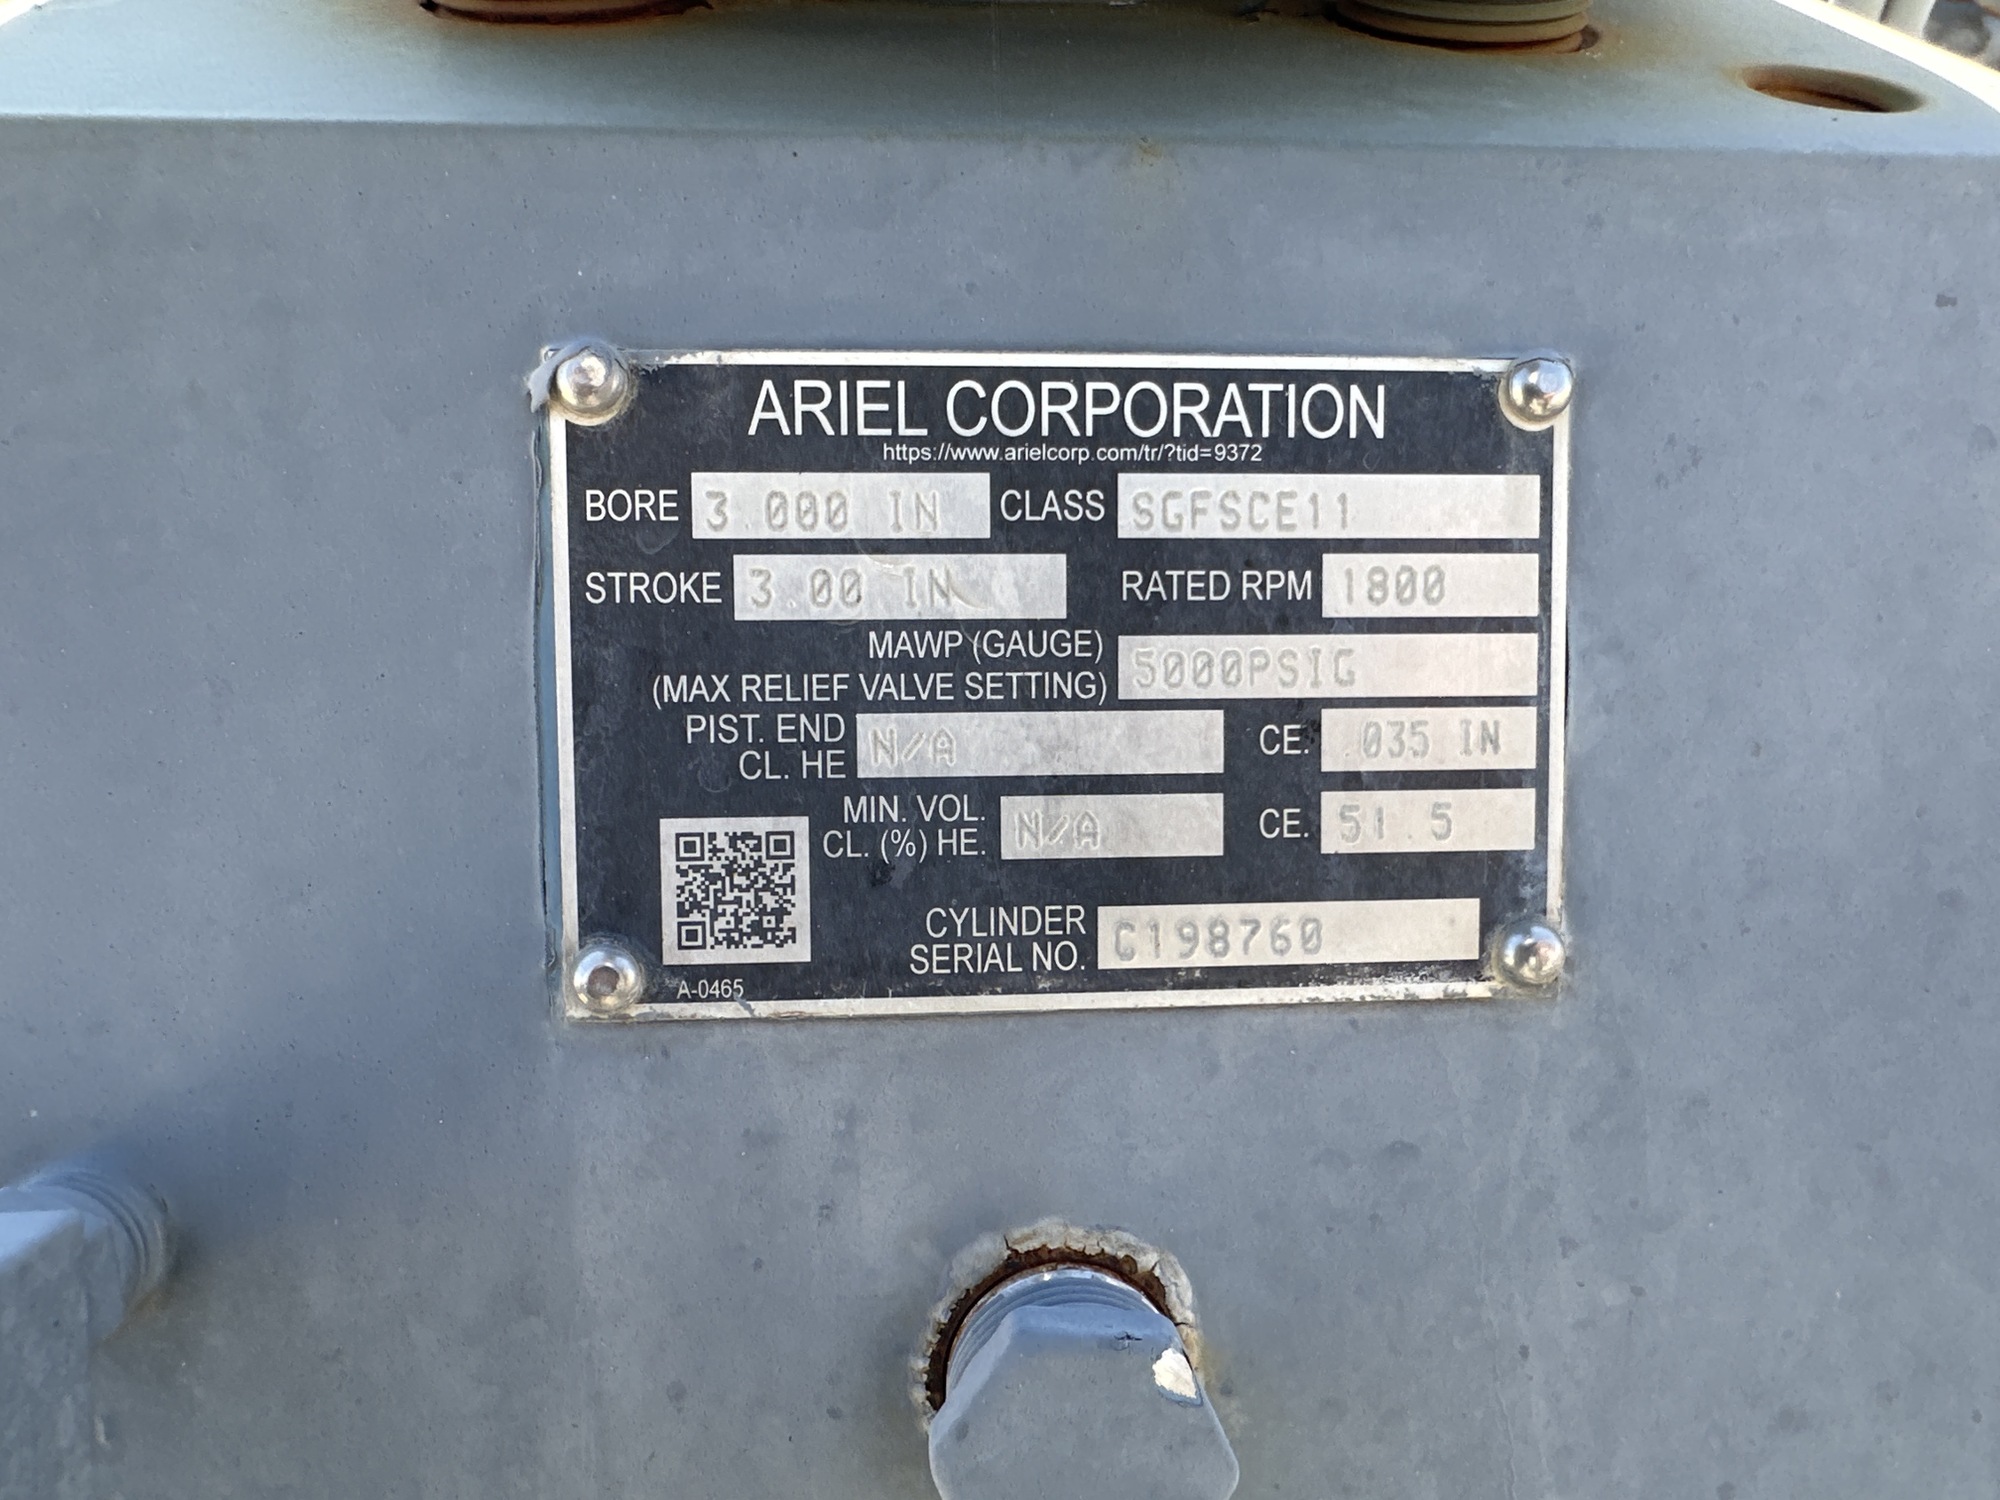 ARIEL CORPORATION
https://www.arielcorp.com/tr/?tid=9372
BORE 3.000 IN CLASS SGFSCE11
STROKE 3.00 IN RATED RPM 1800
MAWP (GAUGE)
(MAX RELIEF VALVE SETTING) 5000PSIG
PIST. END
CL. HE N/A CE. .035 IN
MIN. VOL.
CL. (%) HE. N/A CE. 51.5
CYLINDER
SERIAL NO. C198760
A-0465